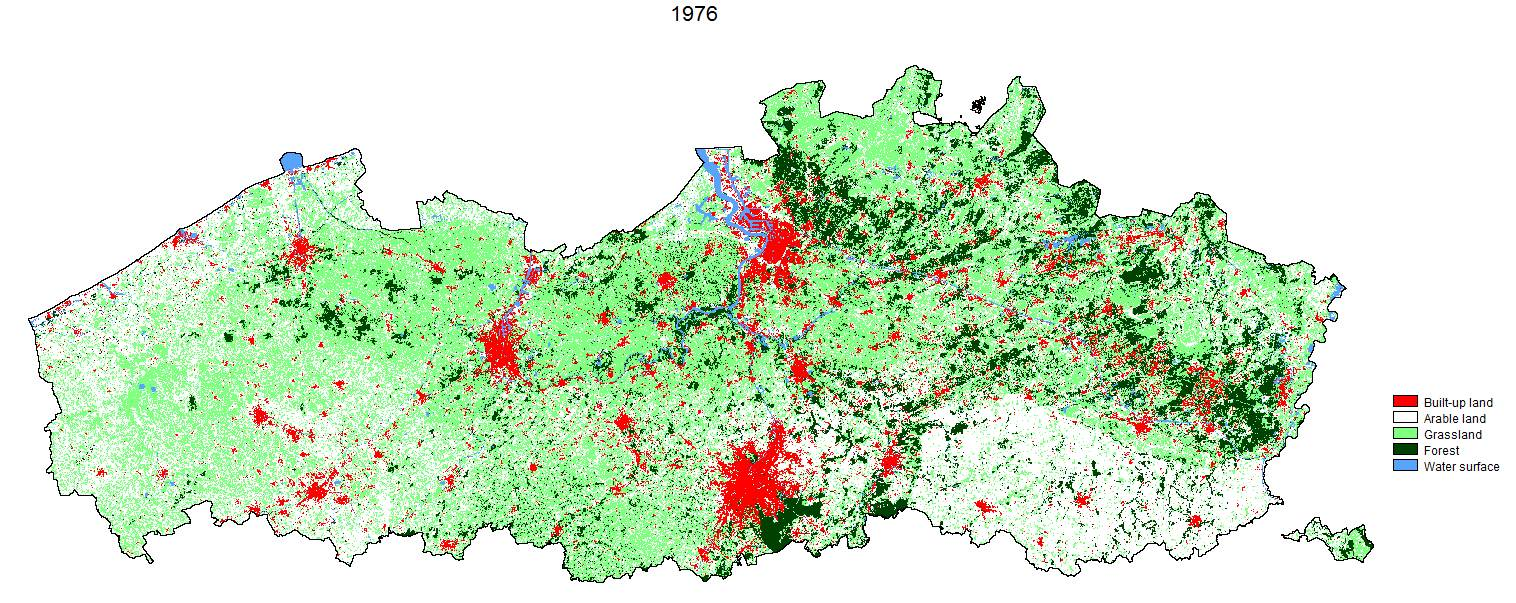 1976
Built-up land
Arable land
Grassland
Forest
Water surface